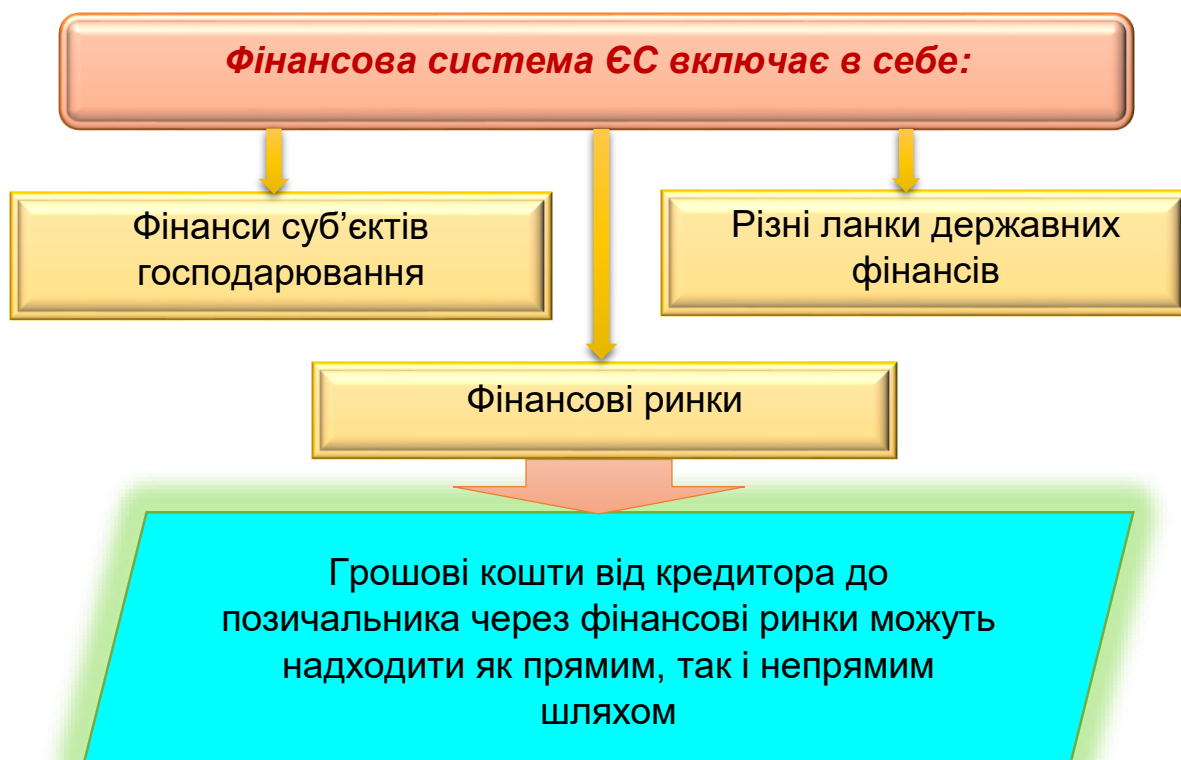 Фінансова система ЄС включає в себе:
Фінанси суб’єктів
господарювання
Різні ланки державних
фінансів
Фінансові ринки
Грошові кошти від кредитора до
позичальника через фінансові ринки можуть
надходити як прямим, так і непрямим
шляхом